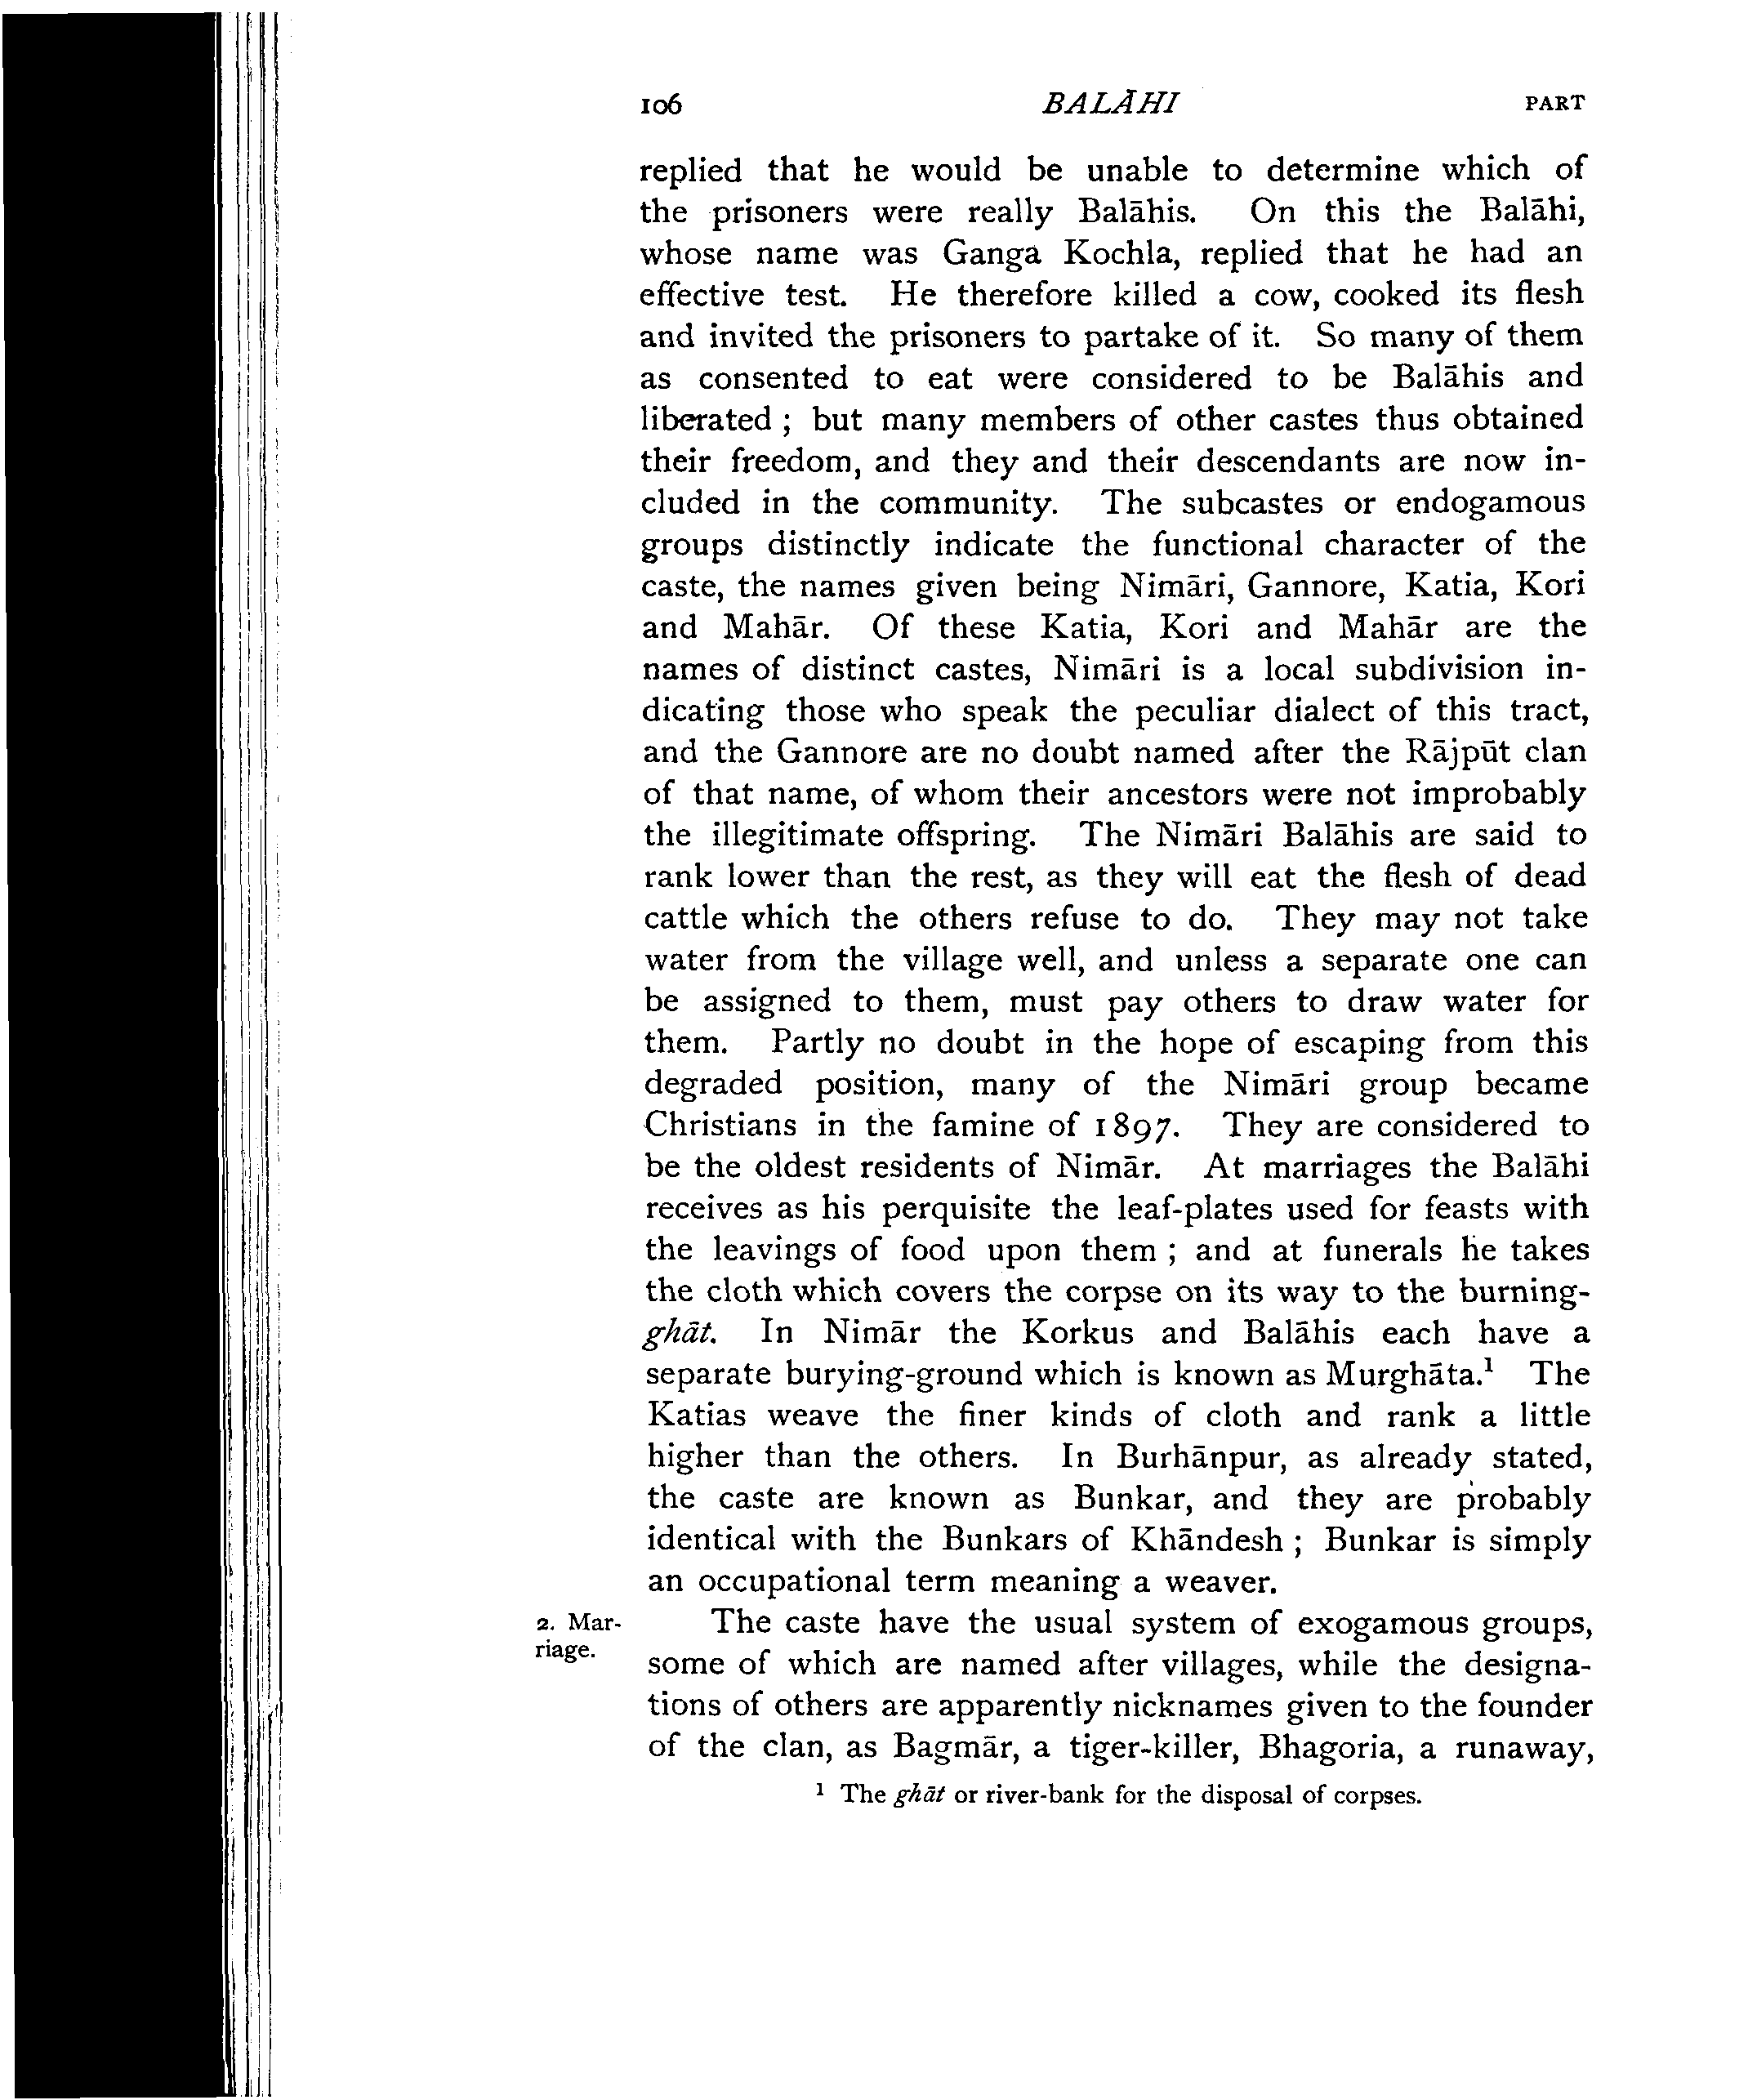 106 BALĀHI PART
replied that he would be unable to determine which of
the prisoners were really Balāhis. On this the Balāhi,
whose name was Ganga Kochla, replied that he had an
effective test. He therefore killed a cow, cooked its flesh
and invited the prisoners to partake of it. So many of them
as consented to eat were considered to be Balāhis and
liberated ; but many members of other castes thus obtained
their freedom, and they and their descendants are now in-
cluded in the community. The subcastes or endogamous
groups distinctly indicate the functional character of the
caste, the names given being Nimāri, Gannore, Katia, Kori
and Mahār. Of these Katia, Kori and Mahār are the
names of distinct castes, Nimāri is a local subdivision in-
dicating those who speak the peculiar dialect of this tract,
and the Gannore are no doubt named after the Rājpūt clan
of that name, of whom their ancestors were not improbably
the illegitimate offspring. The Nimāri Balāhis are said to
rank lower than the rest, as they will eat the flesh of dead
cattle which the others refuse to do. They may not take
water from the village well, and unless a separate one can
be assigned to them, must pay others to draw water for
them. Partly no doubt in the hope of escaping from this
degraded position, many of the Nimāri group became
Christians in the famine of 1897. They are considered to
be the oldest residents of Nimār. At marriages the Balāhi
receives as his perquisite the leaf-plates used for feasts with
the leavings of food upon them ; and at funerals he takes
the cloth which covers the corpse on its way to the burning-
ghāt. In Nimār the Korkus and Balāhis each have a
separate burying-ground which is known as Murghāta.¹ The
Katias weave the finer kinds of cloth and rank a little
higher than the others. In Burhānpur, as already stated,
the caste are known as Bunkar, and they are probably
identical with the Bunkars of Khāndesh ; Bunkar is simply
an occupational term meaning a weaver.
2. Mar-
riage.
The caste have the usual system of exogamous groups,
some of which are named after villages, while the designa-
tions of others are apparently nicknames given to the founder
of the clan, as Bagmār, a tiger-killer, Bhagoria, a runaway,
¹ The ghāt or river-bank for the disposal of corpses.